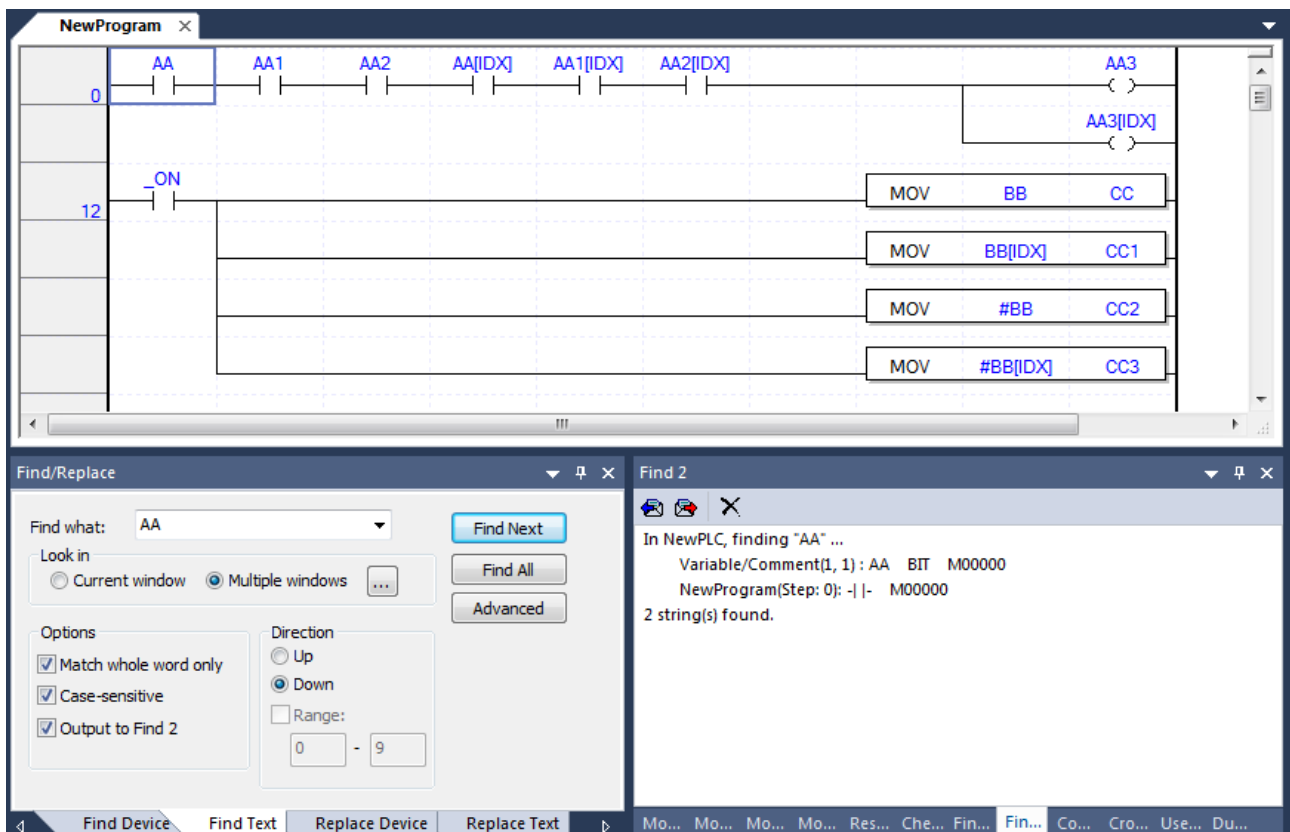 NewProgram
AA AA1 AA2 AA[IDX] AA1[IDX] AA2[IDX] AA3
0
AA3[IDX]
_ON
MOV BB CC
12
MOV BB[IDX] CC1
MOV #BB CC2
MOV #BB[IDX] CC3
Find/Replace
Find what: AA
Find Next
Look in
Current window Multiple windows ...
Find All
Advanced
Options
Match whole word only
Case-sensitive
Output to Find 2
Direction
Up
Down
Range:
0 - 9
Find Device Find Text Replace Device Replace Text
Find 2
In NewPLC, finding "AA" ...
Variable/Comment(1, 1) : AA BIT M00000
NewProgram(Step: 0): -| |- M00000
2 string(s) found.
Mo... Mo... Mo... Mo... Res... Che... Fin... Fin... Co... Cro... Use... Du...